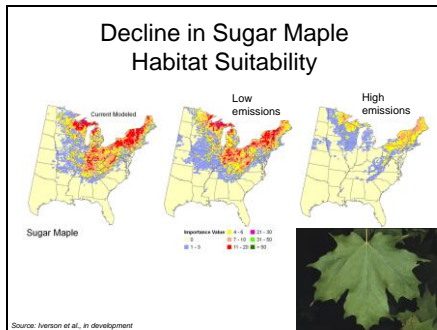 Decline in Sugar Maple
Habitat Suitability
Current Modeled
Low
emissions
High
emissions
Sugar Maple
Importance Value
0
1 - 3
4 - 6
7 - 10
11 - 20
21 - 30
31 - 50
> 50
Source: Iverson et al., in development